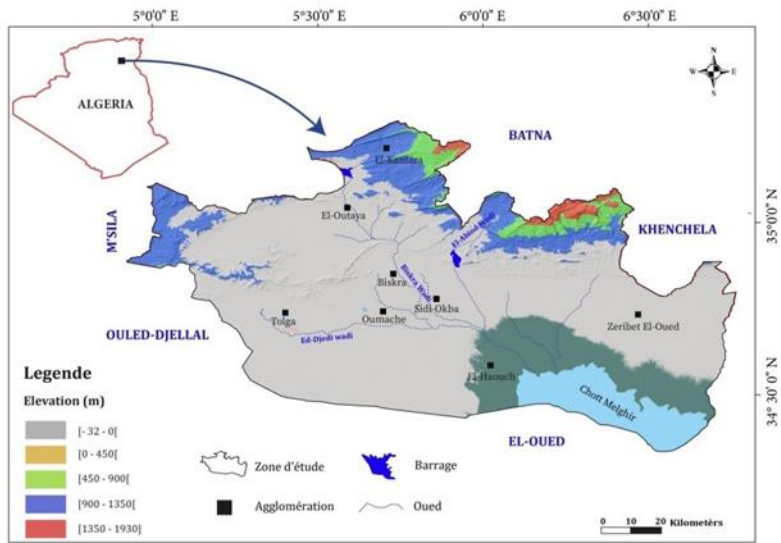 5°0'0" E
5°30'0" E
6°0'0" E
6°30'0" E
N
W E
S
ALGERIA
BATNA
El-Kantara
M'SILA
El-Outaya
El-Abiod wadi
KHENCHELA
35°0'0" N
Biskra
Biskra Wadi
Sidi-Okba
Tolga
Oumache
Zeribet El-Oued
OULED-DJELLAL
Ed-Djedi wadi
El-Haouch
Chott Melghir
34°30'0" N
EL-OUED
Legende
Elevation (m)
[- 32 - 0[
[0 - 450[
[450 - 900[
[900 - 1350[
[1350 - 1930[
Zone d'étude
Barrage
Agglomération
Oued
0 10 20 Kilometèrs